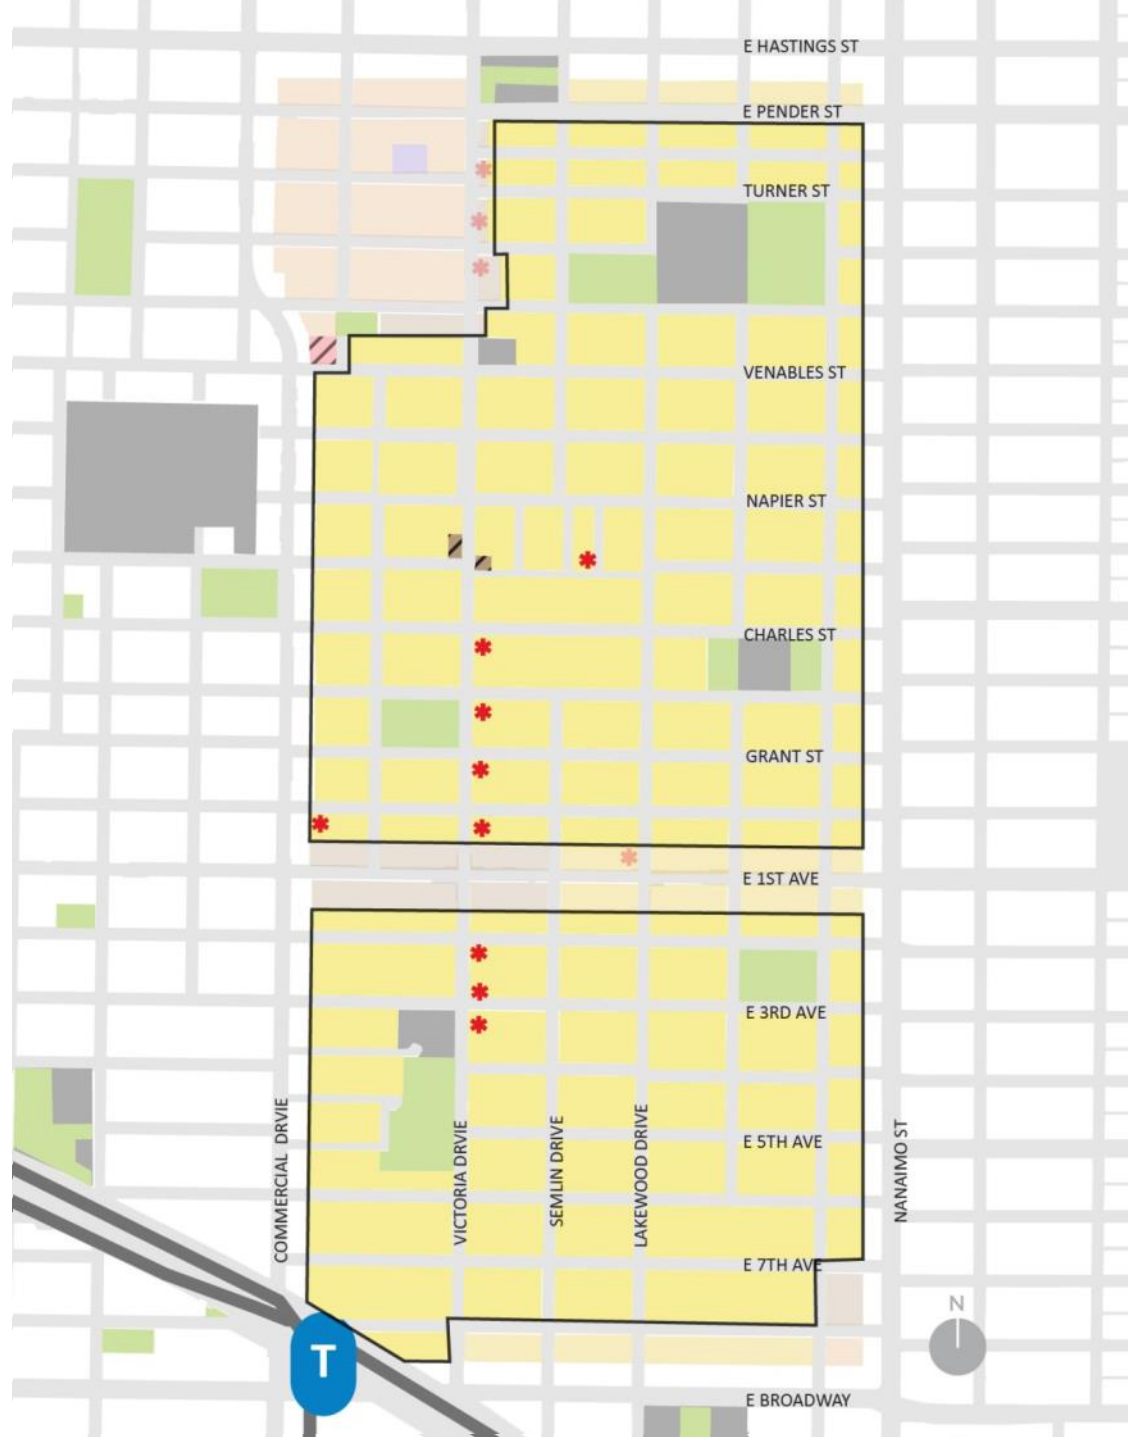 E HASTINGS ST
E PENDER ST
TURNER ST
VENABLES ST
NAPIER ST
CHARLES ST
GRANT ST
E 1ST AVE
E 3RD AVE
COMMERCIAL DRVIE
VICTORIA DRVIE
SEMLIN DRIVE
LAKEWOOD DRIVE
E 5TH AVE
NANAIMO ST
E 7TH AVE
N
T
E BROADWAY